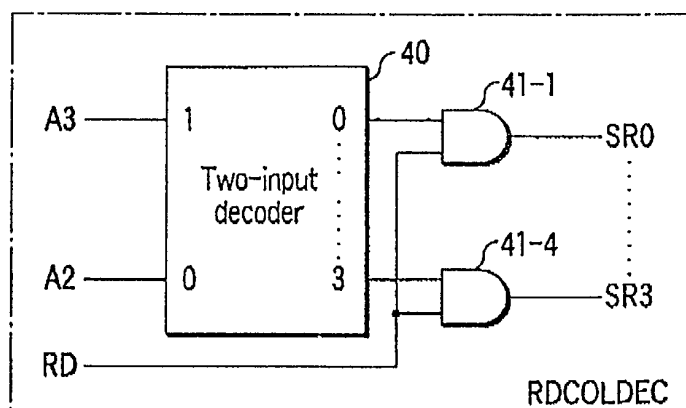 40
41-1
A3
1
0
SR0
Two-input
decoder
41-4
A2
0
3
SR3
RD
RDCOLDEC